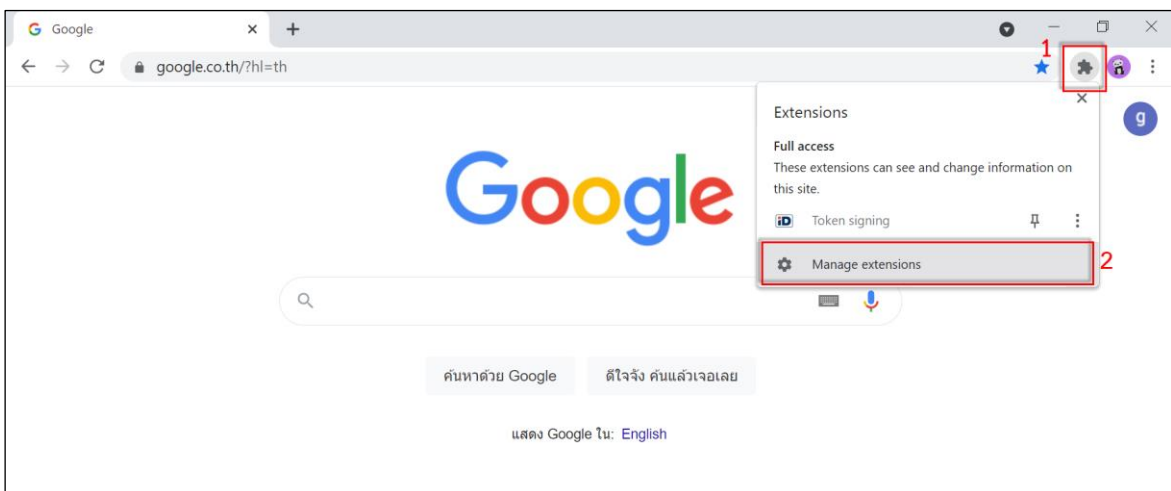 Google
google.co.th/?hl=th
1
g
Extensions
Full access
These extensions can see and change information on
this site.
iD Token signing
Manage extensions
2
Google
ค้นหาด้วย Google
ดีใจจัง ค้นแล้วเจอเลย
แสดง Google ใน: English